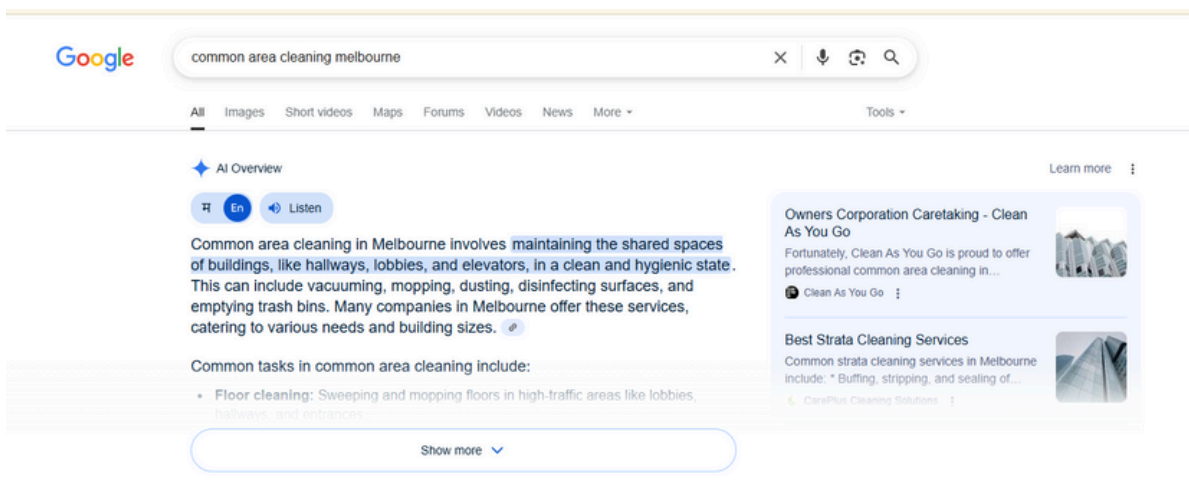 Google
common area cleaning melbourne
All Images Short videos Maps Forums Videos News More Tools
AI Overview
Learn more
म En Listen
Common area cleaning in Melbourne involves maintaining the shared spaces
of buildings, like hallways, lobbies, and elevators, in a clean and hygienic state.
This can include vacuuming, mopping, dusting, disinfecting surfaces, and
emptying trash bins. Many companies in Melbourne offer these services,
catering to various needs and building sizes.
Common tasks in common area cleaning include:
• Floor cleaning: Sweeping and mopping floors in high-traffic areas like lobbies,
hallways, and entrances.
Show more
Owners Corporation Caretaking - Clean
As You Go
Fortunately, Clean As You Go is proud to offer
professional common area cleaning in...
Clean As You Go
Best Strata Cleaning Services
Common strata cleaning services in Melbourne
include: * Buffing, stripping, and sealing of...
CarePlus Cleaning Solutions